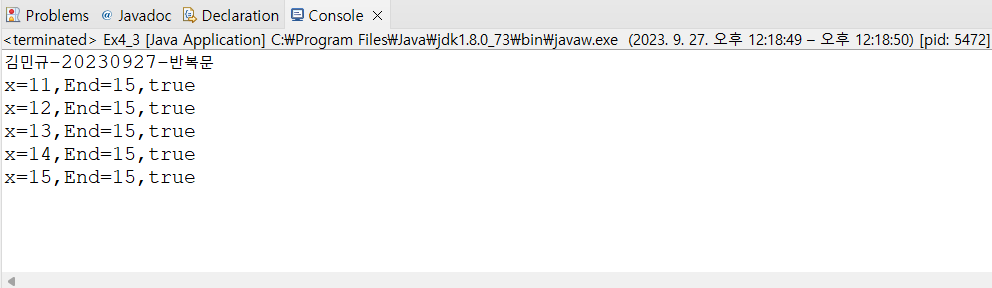 Problems @ Javadoc Declaration Console
<terminated> Ex4_3 [Java Application] C:₩Program Files₩Java₩jdk1.8.0_73₩bin₩javaw.exe (2023. 9. 27. 오후 12:18:49 – 오후 12:18:50) [pid: 5472]
김민규-20230927-반복문
x=11,End=15,true
x=12,End=15,true
x=13,End=15,true
x=14,End=15,true
x=15,End=15,true